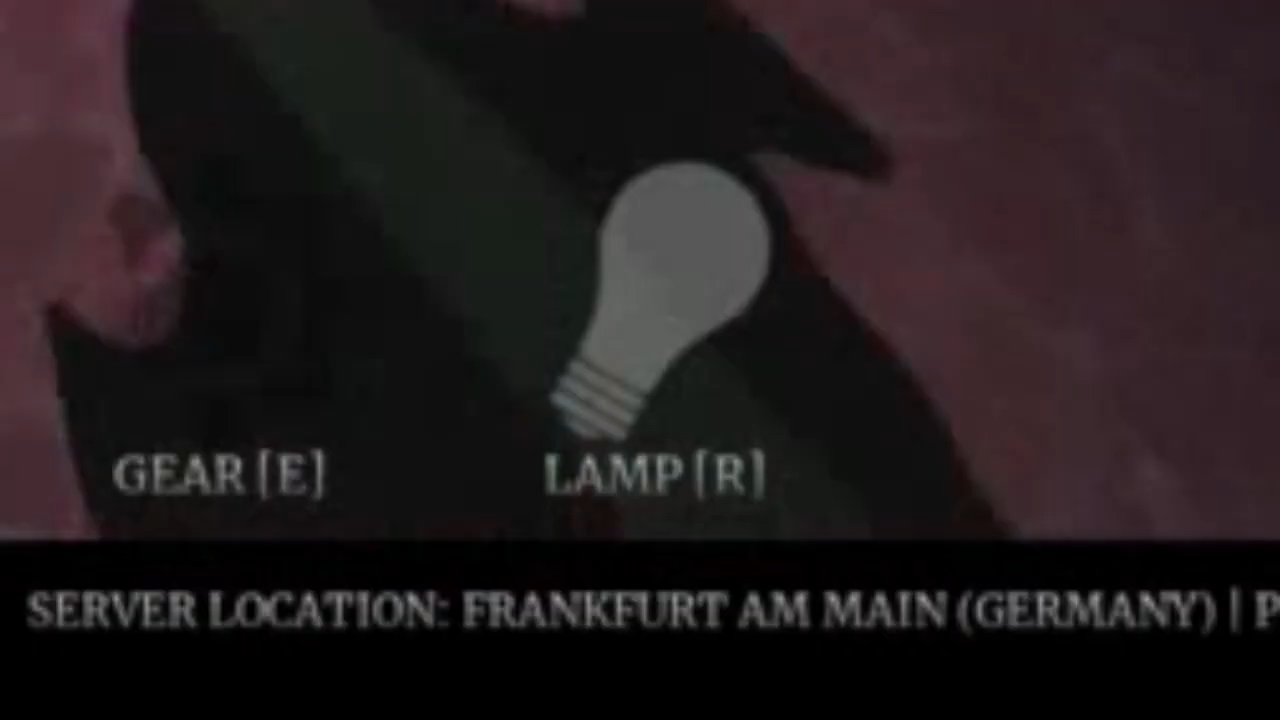 GEAR [E] LAMP [R]
SERVER LOCATION: FRANKFURT AM MAIN (GERMANY) | P